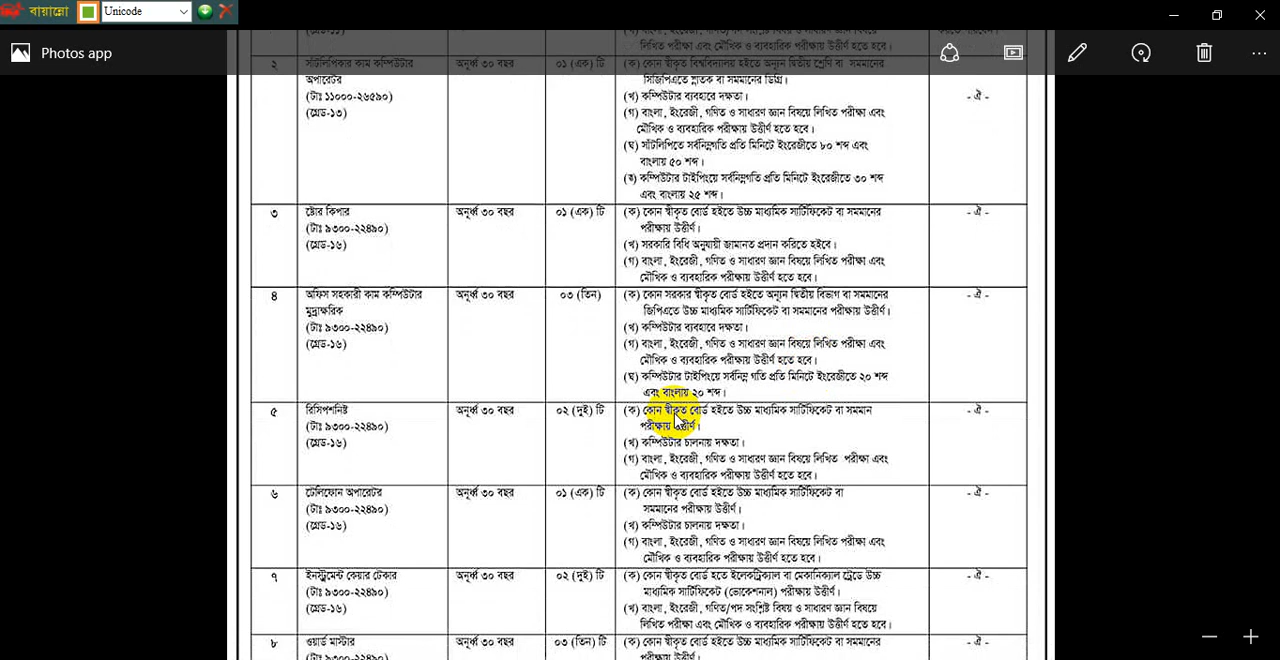 বায়ান্নো
Unicode
Photos app
লিখিত পরীক্ষা এবং মৌখিক ও ব্যবহারিক পরীক্ষায় উত্তীর্ণ হতে হবে।
২
সাঁটলিপিকার কাম কম্পিউটার
অপারেটর
(টাঃ ১১০০০-২৬৫৯০)
(গ্রেড-১৩)
অনূর্ধ্ব ৩০ বছর
০১ (এক) টি
(ক) কোন স্বীকৃত বিশ্ববিদ্যালয় হইতে অন্যূন দ্বিতীয় শ্রেণি বা সমমানের
সিজিপিএতে স্নাতক বা সমমানের ডিগ্রি।
(খ) কম্পিউটার ব্যবহারে দক্ষতা।
(গ) বাংলা, ইংরেজী, গণিত ও সাধারণ জ্ঞান বিষয়ে লিখিত পরীক্ষা এবং
মৌখিক ও ব্যবহারিক পরীক্ষায় উত্তীর্ণ হতে হবে।
(ঘ) সাঁটলিপিতে সর্বনিম্নগতি প্রতি মিনিটে ইংরেজীতে ৮০ শব্দ এবং
বাংলায় ৫০ শব্দ।
(ঙ) কম্পিউটার টাইপিংয়ে সর্বনিম্নগতি প্রতি মিনিটে ইংরেজীতে ৩০ শব্দ
এবং বাংলায় ২৫ শব্দ।
- ঐ -
৩
ষ্টোর কিপার
(টাঃ ৯৩০০-২২৪৯০)
(গ্রেড-১৬)
অনূর্ধ্ব ৩০ বছর
০১ (এক) টি
(ক) কোন স্বীকৃত বোর্ড হইতে উচ্চ মাধ্যমিক সার্টিফিকেট বা সমমানের
পরীক্ষায় উত্তীর্ণ।
(খ) সরকারি বিধি অনুযায়ী জামানত প্রদান করিতে হইবে।
(গ) বাংলা, ইংরেজী, গণিত ও সাধারণ জ্ঞান বিষয়ে লিখিত পরীক্ষা এবং
মৌখিক ও ব্যবহারিক পরীক্ষায় উত্তীর্ণ হতে হবে।
- ঐ -
৪
অফিস সহকারী কাম কম্পিউটার
মুদ্রাক্ষরিক
(টাঃ ৯৩০০-২২৪৯০)
(গ্রেড-১৬)
অনূর্ধ্ব ৩০ বছর
০৩ (তিন)
(ক) কোন সরকার স্বীকৃত বোর্ড হইতে অন্যূন দ্বিতীয় বিভাগ বা সমমানের
জিপিএতে উচ্চ মাধ্যমিক সার্টিফিকেট বা সমমানের পরীক্ষায় উত্তীর্ণ।
(খ) কম্পিউটার ব্যবহারে দক্ষতা।
(গ) বাংলা, ইংরেজী, গণিত ও সাধারণ জ্ঞান বিষয়ে লিখিত পরীক্ষা এবং
মৌখিক ও ব্যবহারিক পরীক্ষায় উত্তীর্ণ হতে হবে।
(ঘ) কম্পিউটার টাইপিংয়ে সর্বনিম্ন গতি প্রতি মিনিটে ইংরেজীতে ২০ শব্দ
এবং বাংলায় ২০ শব্দ।
- ঐ -
৫
রিসিপশনিষ্ট
(টাঃ ৯৩০০-২২৪৯০)
(গ্রেড-১৬)
অনূর্ধ্ব ৩০ বছর
০২ (দুই) টি
(ক) কোন স্বীকৃত বোর্ড হইতে উচ্চ মাধ্যমিক সার্টিফিকেট বা সমমান
পরীক্ষায় উত্তীর্ণ।
(খ) কম্পিউটার চালনায় দক্ষতা।
(গ) বাংলা, ইংরেজী, গণিত ও সাধারণ জ্ঞান বিষয়ে লিখিত পরীক্ষা এবং
মৌখিক ও ব্যবহারিক পরীক্ষায় উত্তীর্ণ হতে হবে।
- ঐ -
৬
টেলিফোন অপারেটর
(টাঃ ৯৩০০-২২৪৯০)
(গ্রেড-১৬)
অনূর্ধ্ব ৩০ বছর
০১ (এক) টি
(ক) কোন স্বীকৃত বোর্ড হইতে উচ্চ মাধ্যমিক সার্টিফিকেট বা
সমমানের পরীক্ষায় উত্তীর্ণ।
(খ) কম্পিউটার চালনায় দক্ষতা।
(গ) বাংলা, ইংরেজী, গণিত ও সাধারণ জ্ঞান বিষয়ে লিখিত পরীক্ষা এবং
মৌখিক ও ব্যবহারিক পরীক্ষায় উত্তীর্ণ হতে হবে।
- ঐ -
৭
ইনস্ট্রুমেন্ট কেয়ার টেকার
(টাঃ ৯৩০০-২২৪৯০)
(গ্রেড-১৬)
অনূর্ধ্ব ৩০ বছর
০২ (দুই) টি
(ক) কোন স্বীকৃত বোর্ড হতে ইলেকট্রিক্যাল বা মেকানিক্যাল ট্রেডে উচ্চ
মাধ্যমিক সার্টিফিকেট (ভোকেশনাল) পরীক্ষায় উত্তীর্ণ।
(খ) বাংলা, ইংরেজী, গণিত/পদ সংশ্লিষ্ট বিষয় ও সাধারণ জ্ঞান বিষয়ে
লিখিত পরীক্ষা এবং মৌখিক ও ব্যবহারিক পরীক্ষায় উত্তীর্ণ হতে হবে।
- ঐ -
৮
ওয়ার্ড মাস্টার
(টাঃ ৯৩০০-২২৪৯০)
অনূর্ধ্ব ৩০ বছর
০৩ (তিন) টি
(ক) কোন স্বীকৃত বোর্ড হইতে উচ্চ মাধ্যমিক সার্টিফিকেট বা সমমানের
পরীক্ষায় উত্তীর্ণ।
- ঐ -